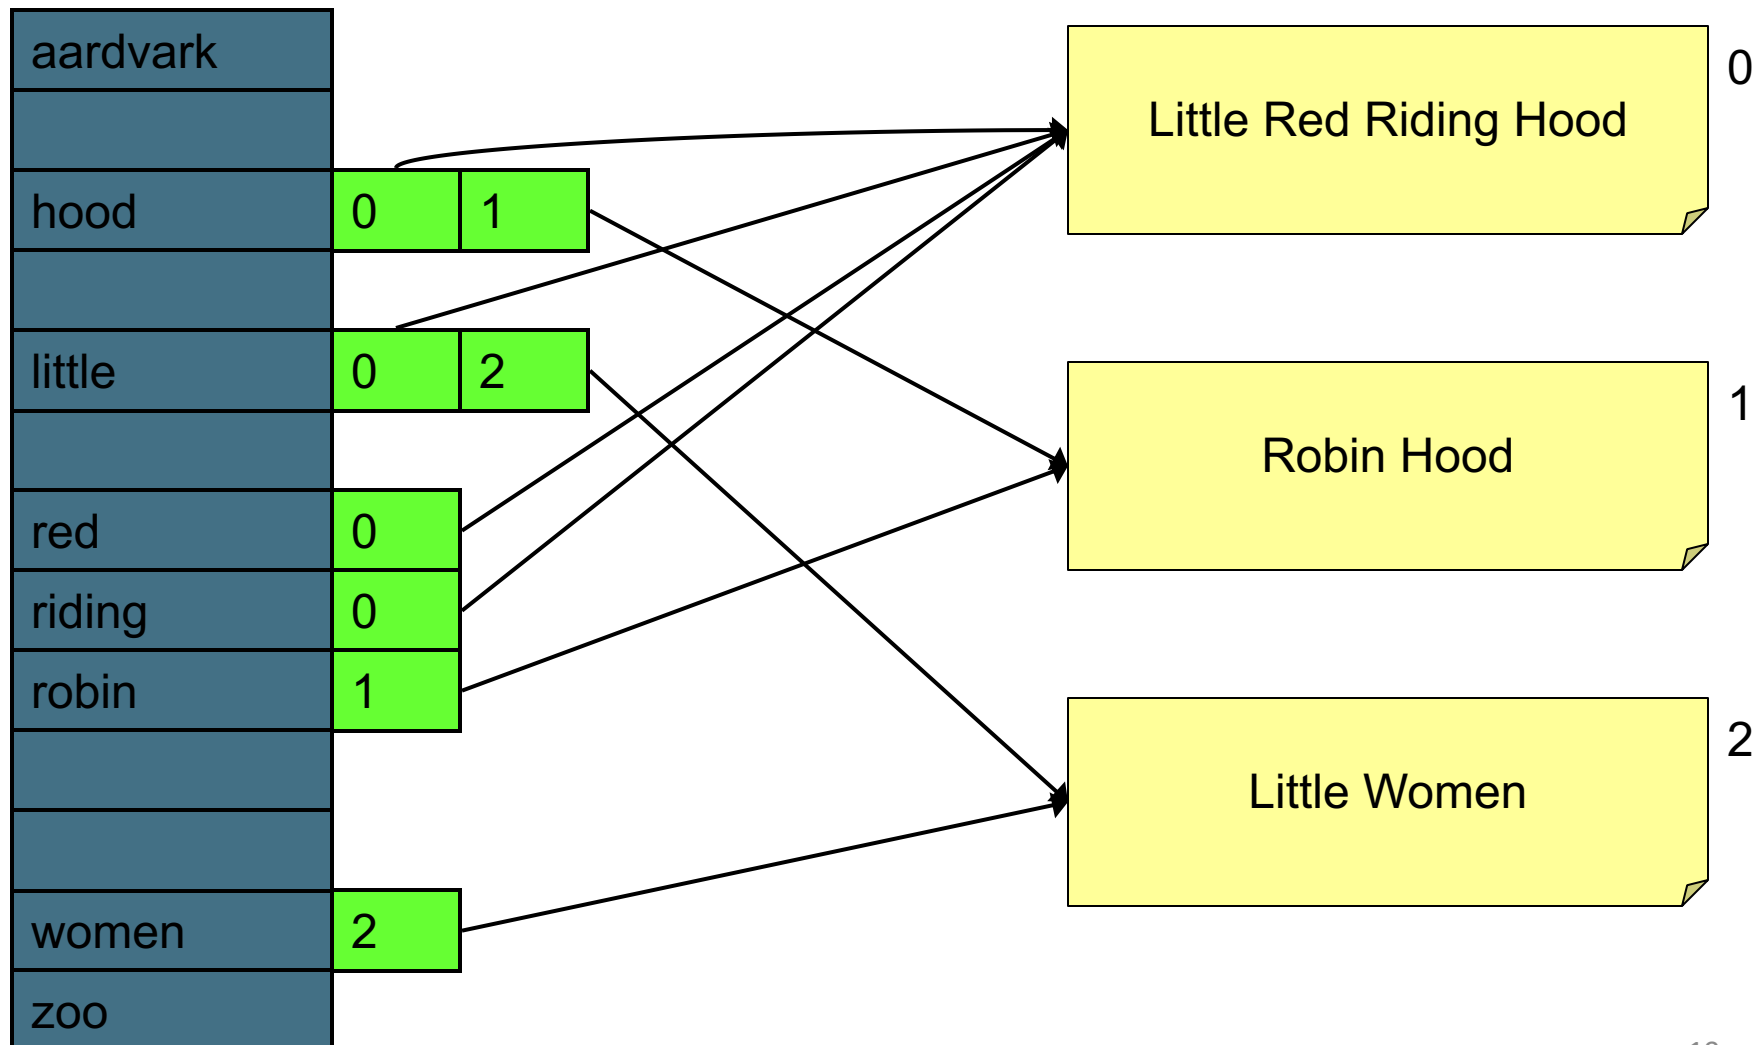 aardvark
0
Little Red Riding Hood
hood 0 1
little 0 2
1
Robin Hood
red 0
riding 0
robin 1
2
Little Women
women 2
zoo